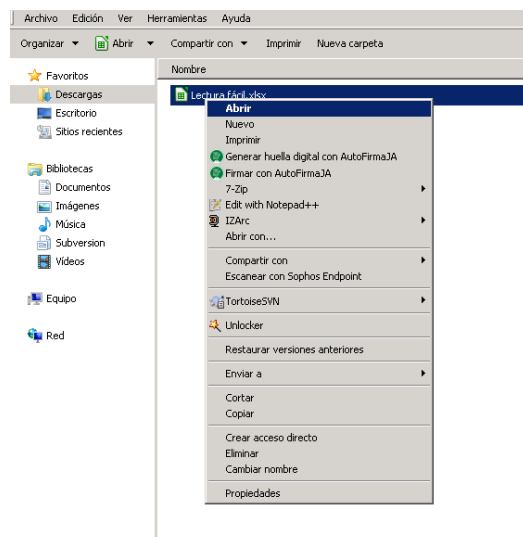 Archivo Edición Ver Herramientas Ayuda
Organizar Abrir Compartir con Imprimir Nueva carpeta
Favoritos
Descargas
Escritorio
Sitios recientes
Bibliotecas
Documentos
Imágenes
Música
Subversion
Vídeos
Equipo
Red
Nombre
Lectura fácil.xlsx
Abrir
Nuevo
Imprimir
Generar huella digital con AutoFirmaJA
Firmar con AutoFirmaJA
7-Zip
Edit with Notepad++
IZArc
Abrir con...
Compartir con
Escanear con Sophos Endpoint
TortoiseSVN
Unlocker
Restaurar versiones anteriores
Enviar a
Cortar
Copiar
Crear acceso directo
Eliminar
Cambiar nombre
Propiedades